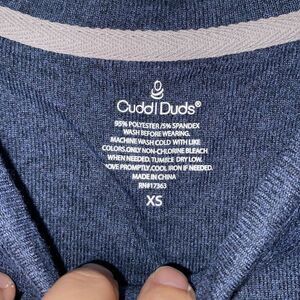 Cuddl Duds®
95% POLYESTER/5% SPANDEX
WASH BEFORE WEARING.
MACHINE WASH COLD WITH LIKE
COLORS.ONLY NON-CHLORINE BLEACH
WHEN NEEDED. TUMBLE DRY LOW.
OVE PROMPTLY.COOL IRON IF NEEDED.
MADE IN CHINA
RN#17363
XS